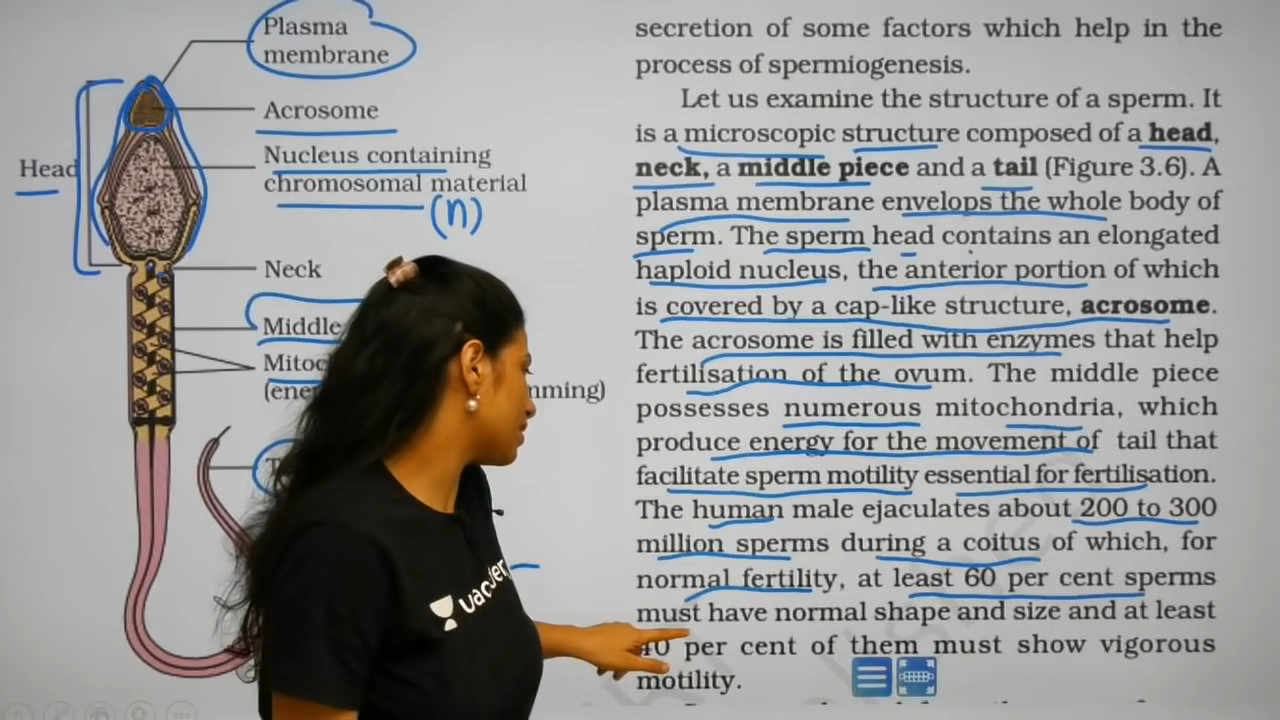 Plasma
membrane
Acrosome
Nucleus containing
chromosomal material
(n)
Head
Neck
Middle
secretion of some factors which help in the
process of spermiogenesis.
Let us examine the structure of a sperm. It
is a microscopic structure composed of a head,
neck, a middle piece and a tail (Figure 3.6). A
plasma membrane envelops the whole body of
sperm. The sperm head contains an elongated
haploid nucleus, the anterior portion of which
is covered by a cap-like structure, acrosome.
The acrosome is filled with enzymes that help
fertilisation of the ovum. The middle piece
possesses numerous mitochondria, which
produce energy for the movement of tail that
facilitate sperm motility essential for fertilisation.
The human male ejaculates about 200 to 300
million sperms during a coitus of which, for
normal fertility, at least 60 per cent sperms
must have normal shape and size and at least
40 per cent of them must show vigorous
motility.